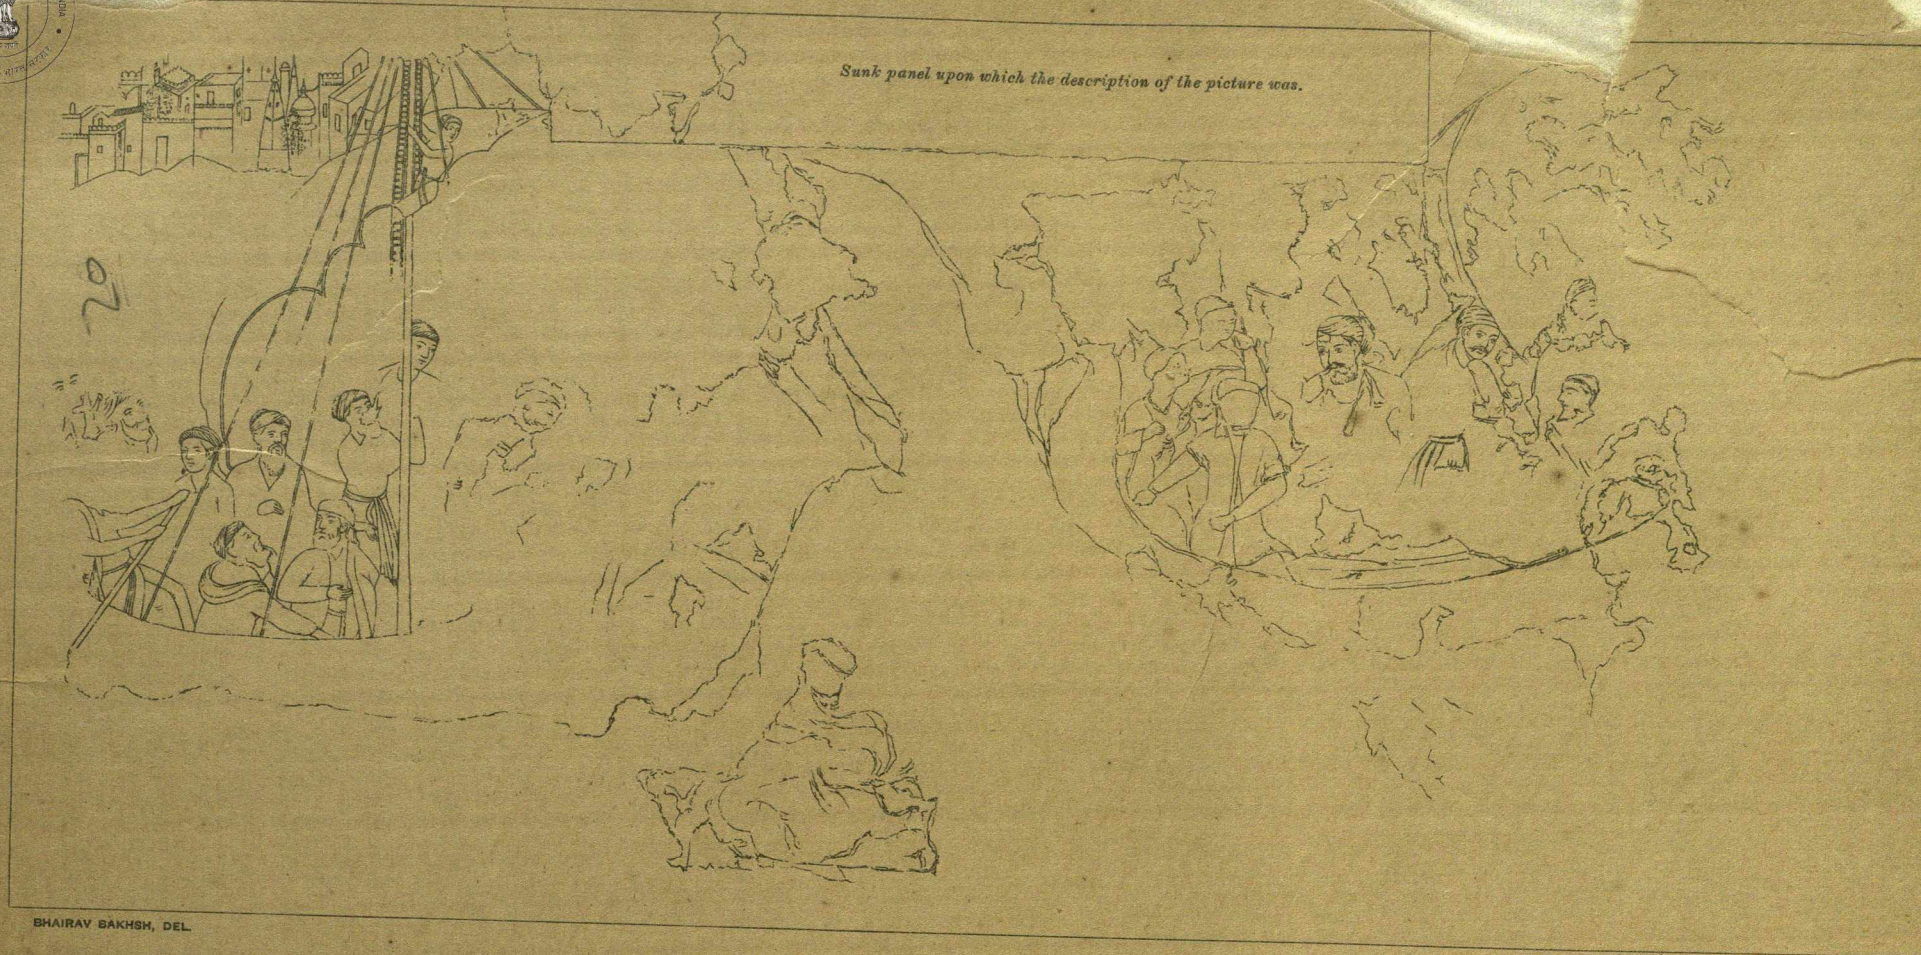 Sunk panel upon which the description of the picture was.
20
BHAIRAV BAKHSH, DEL.